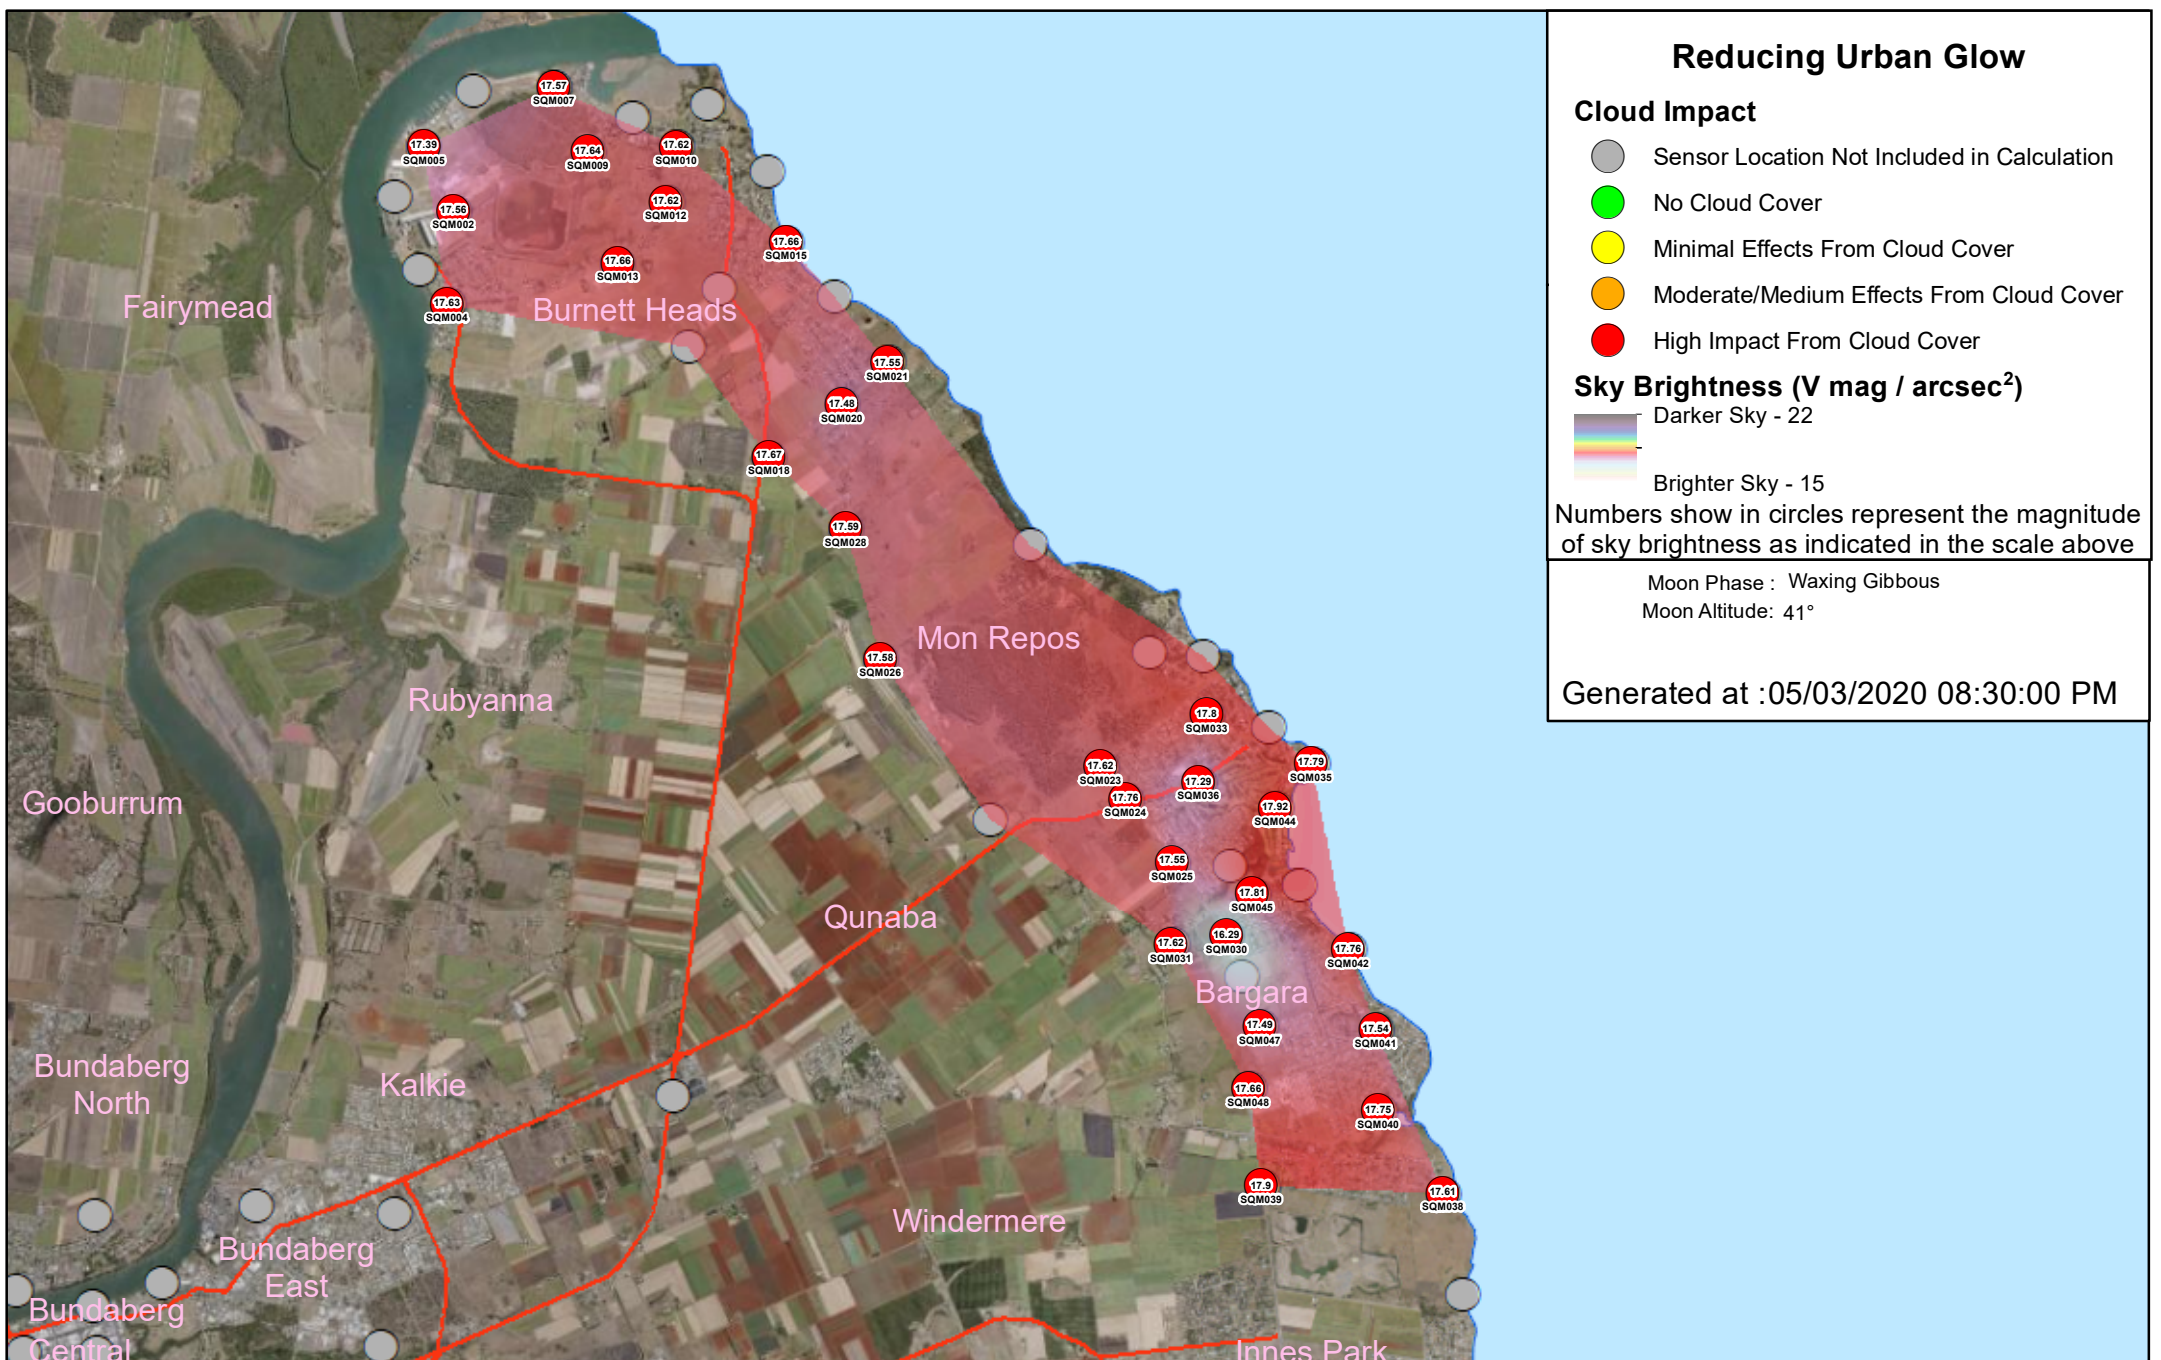 Reducing Urban Glow
Cloud Impact
Sensor Location Not Included in Calculation
No Cloud Cover
Minimal Effects From Cloud Cover
Moderate/Medium Effects From Cloud Cover
High Impact From Cloud Cover
Sky Brightness (V mag / arcsec²)
Darker Sky - 22
Brighter Sky - 15
Numbers show in circles represent the magnitude
of sky brightness as indicated in the scale above
Moon Phase : Waxing Gibbous
Moon Altitude: 41°
Generated at :05/03/2020 08:30:00 PM
17.57
SQM007
17.39
SQM005
17.64
SQM009
17.62
SQM010
17.56
SQM002
17.62
SQM012
17.66
SQM015
17.66
SQM013
17.63
SQM004
Fairymead
Burnett Heads
17.55
SQM021
17.48
SQM020
17.67
SQM018
17.59
SQM028
Mon Repos
17.58
SQM026
Rubyanna
17.8
SQM033
17.62
SQM023
17.79
SQM035
17.29
SQM036
17.76
SQM024
17.92
SQM044
Gooburrum
17.55
SQM025
17.81
SQM045
Qunaba
17.62
SQM031
16.29
SQM030
17.76
SQM042
Bargara
17.49
SQM047
17.54
SQM041
Bundaberg
North
Kalkie
17.66
SQM048
17.75
SQM040
17.9
SQM039
17.61
SQM038
Windermere
Bundaberg
East
Bundaberg
Central
Innes Park